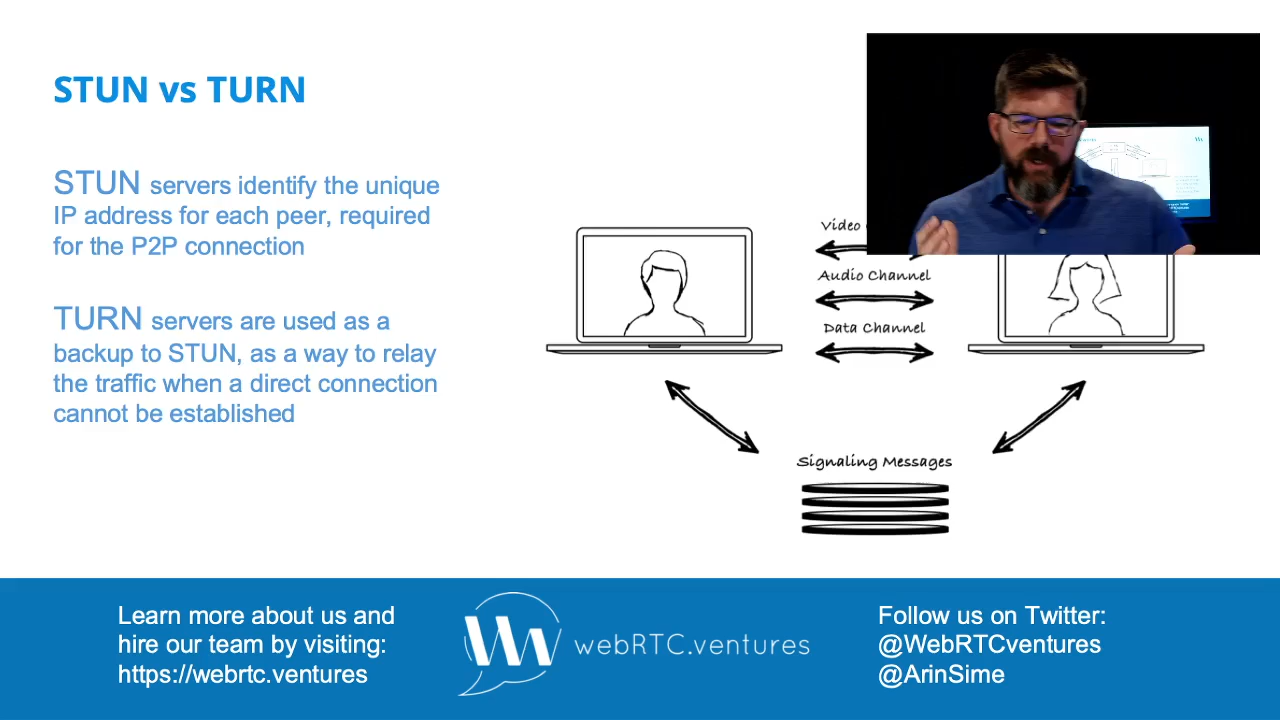 STUN vs TURN
STUN servers identify the unique
IP address for each peer, required
for the P2P connection
TURN servers are used as a
backup to STUN, as a way to relay
the traffic when a direct connection
cannot be established
Video
Audio Channel
Data Channel
Signaling Messages
Learn more about us and
hire our team by visiting:
https://webrtc.ventures
webRTC.ventures
Follow us on Twitter:
@WebRTCventures
@ArinSime